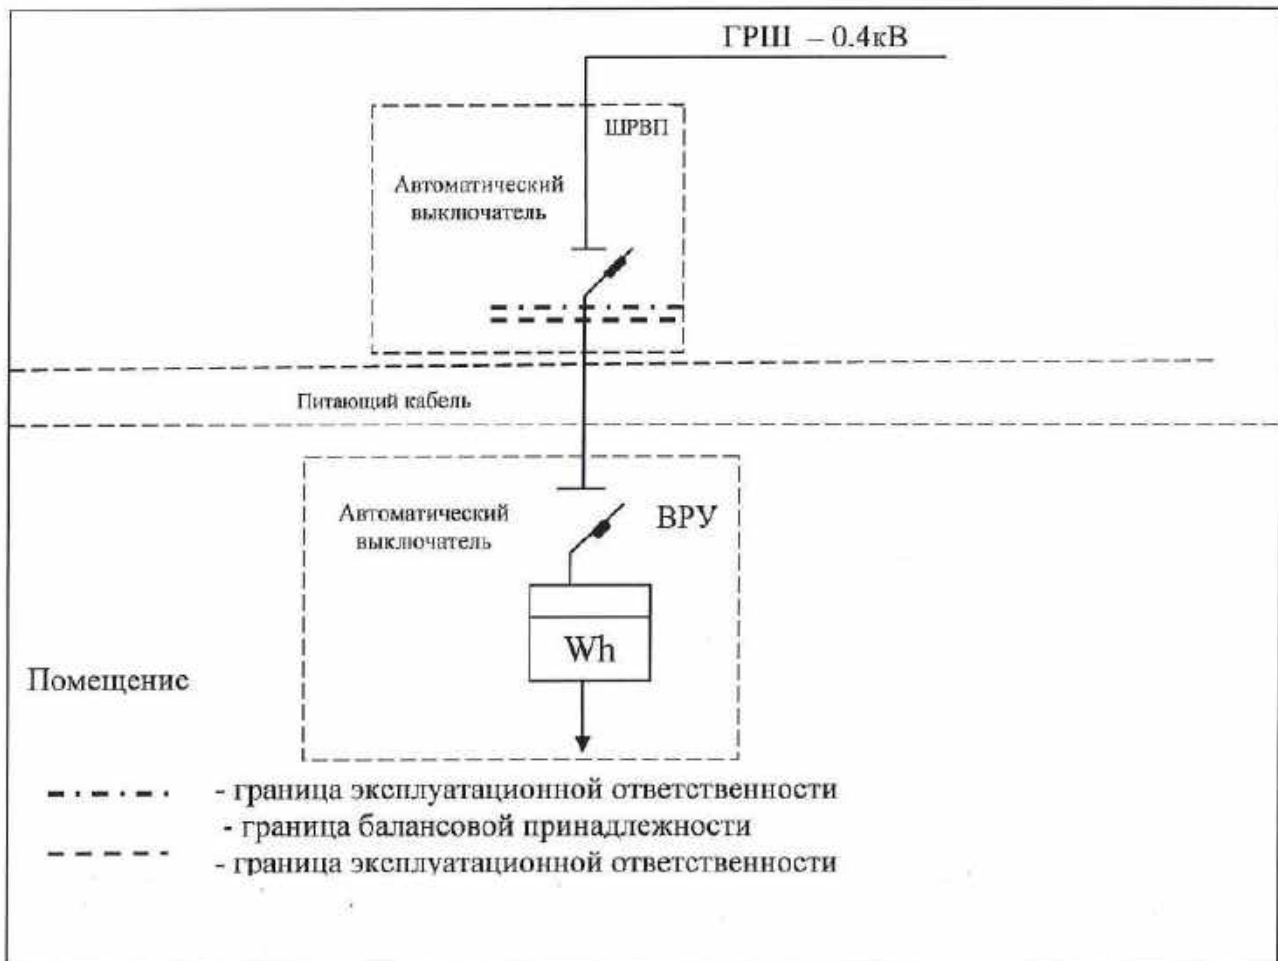 ГРЩ – 0.4кВ
ШРВП
Автоматический
выключатель
Питающий кабель
Автоматический
выключатель
ВРУ
Wh
Помещение
- граница эксплуатационной ответственности
- граница балансовой принадлежности
- граница эксплуатационной ответственности